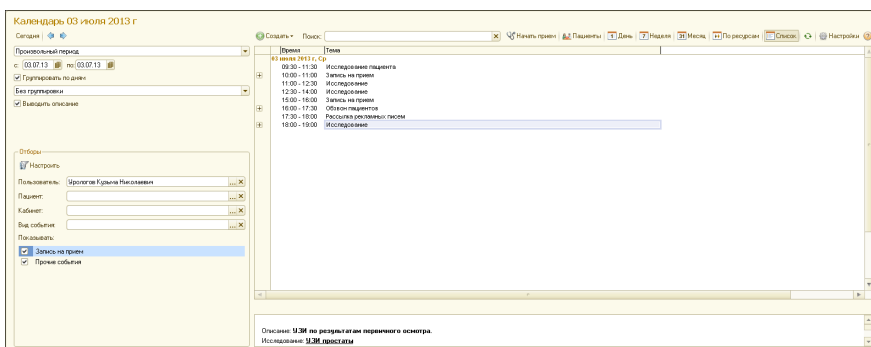 Календарь 03 июля 2013 г
Сегодня
Создать
Поиск:
Начать прием
Пациенты
1 День
7 Неделя
31 Месяц
По ресурсам
Список
Настройки
Произвольный период
с: 03.07.13 по: 03.07.13
Группировать по дням
Без группировки
Выводить описание
Отборы
Настроить
Пользователь: Урологов Кузьма Николаевич
Пациент:
Кабинет:
Вид события:
Показывать:
Запись на прием
Прочие события
Время Тема
03 июля 2013 г, Ср
09:30 - 11:30 Исследование пациента
10:00 - 11:00 Запись на прием
11:00 - 12:30 Исследование
12:30 - 14:00 Исследование
15:00 - 16:00 Запись на прием
16:00 - 17:30 Обзвон пациентов
17:30 - 18:00 Рассылка рекламных писем
18:00 - 19:00 Исследование
Описание: УЗИ по результатам первичного осмотра.
Исследование: УЗИ простаты